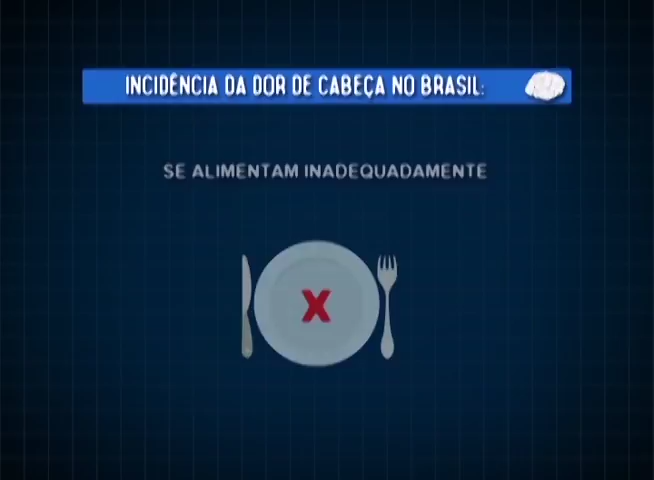 INCIDÊNCIA DA DOR DE CABEÇA NO BRASIL:
SE ALIMENTAM INADEQUADAMENTE
X